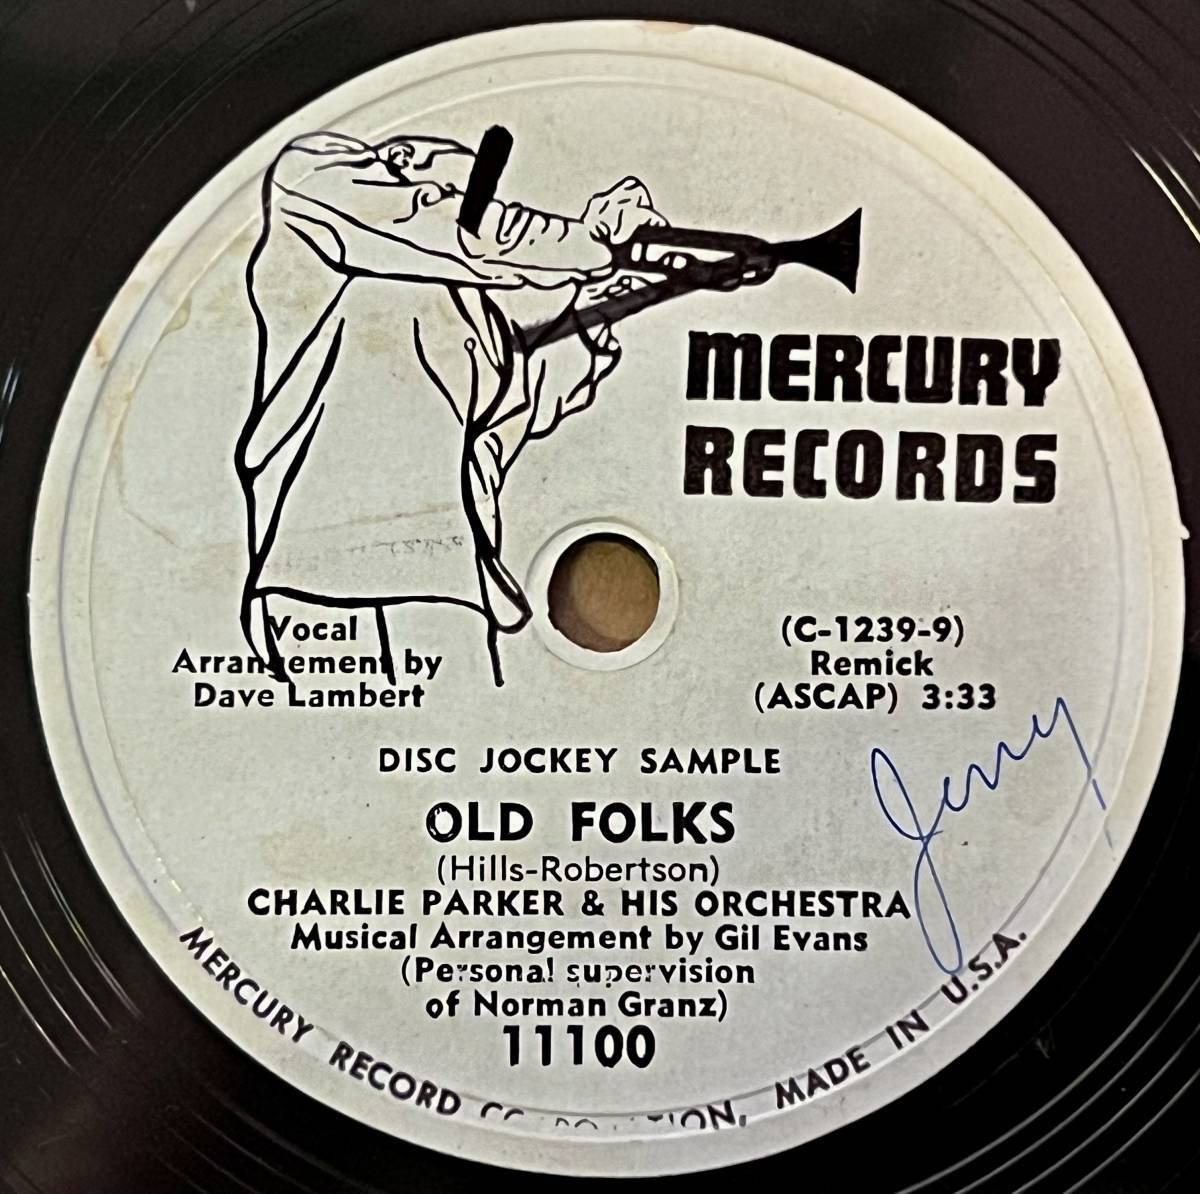 MERCURY
RECORDS
Vocal
Arrangement by
Dave Lambert
(C-1239-9)
Remick
(ASCAP) 3:33
DISC JOCKEY SAMPLE
Jerry
OLD FOLKS
(Hills-Robertson)
CHARLIE PARKER & HIS ORCHESTRA
Musical Arrangement by Gil Evans
(Personal supervision
of Norman Granz)
11100
MERCURY RECORD MADE IN U.S.A.